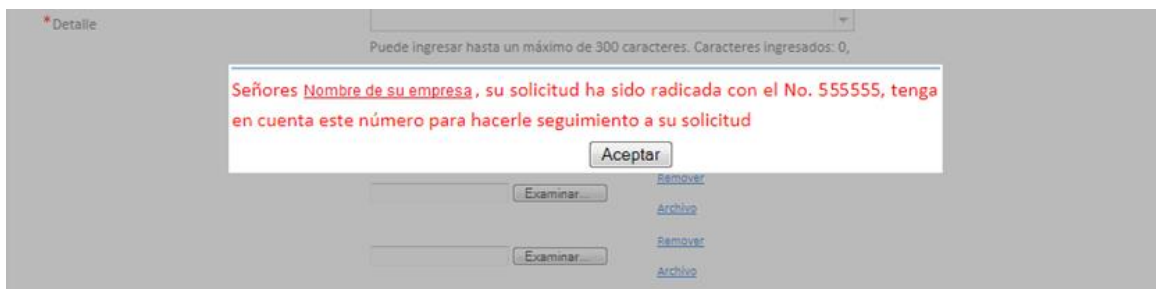 *Detalle
Puede ingresar hasta un máximo de 300 caracteres. Caracteres ingresados: 0,
Señores Nombre de su empresa , su solicitud ha sido radicada con el No. 555555, tenga
en cuenta este número para hacerle seguimiento a su solicitud
Aceptar
Remover
Examinar...
Archivo
Remover
Examinar...
Archivo